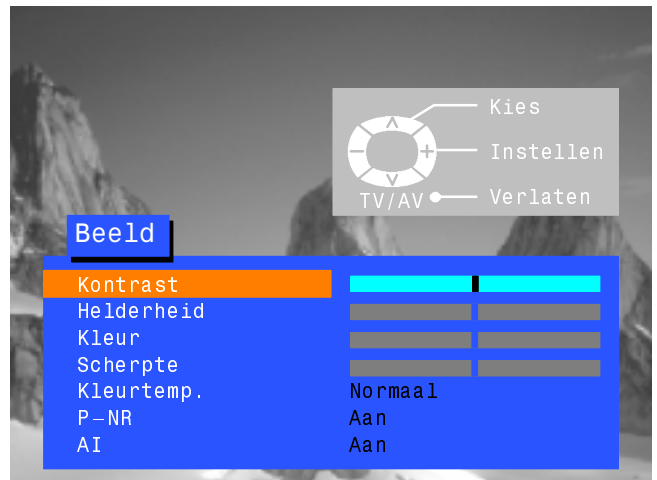 Kies
Instellen
TV/AV Verlaten
Beeld
Kontrast
Helderheid
Kleur
Scherpte
Kleurtemp. Normaal
P-NR Aan
AI Aan